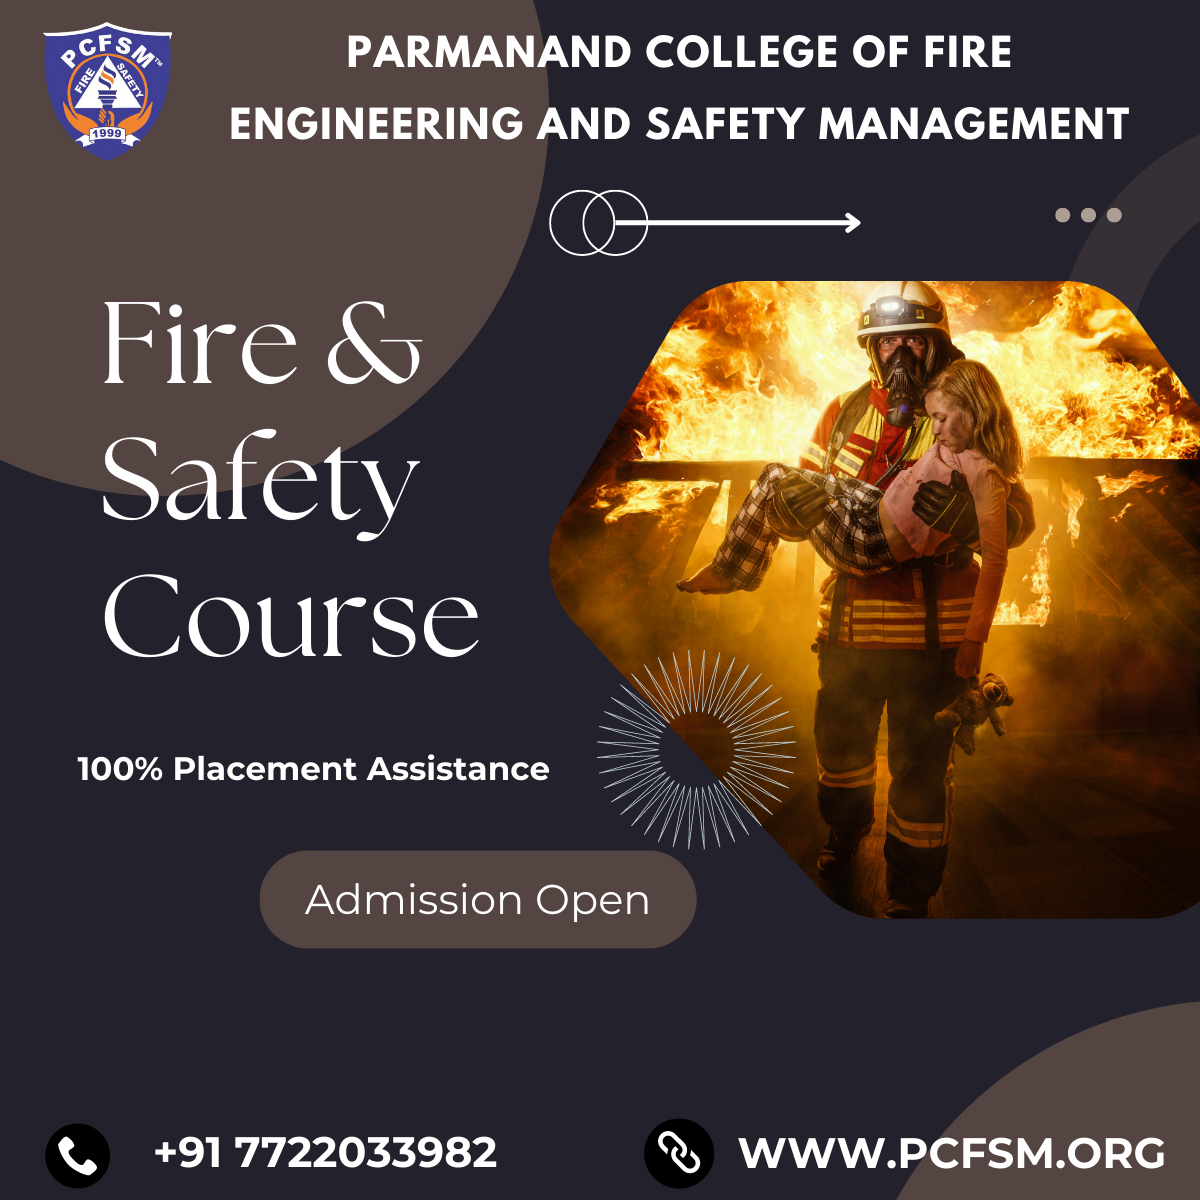 PCFSM™
FIRE
SAFETY
1999
PARMANAND COLLEGE OF FIRE
ENGINEERING AND SAFETY MANAGEMENT
Fire &
Safety
Course
100% Placement Assistance
Admission Open
+91 7722033982
WWW.PCFSM.ORG